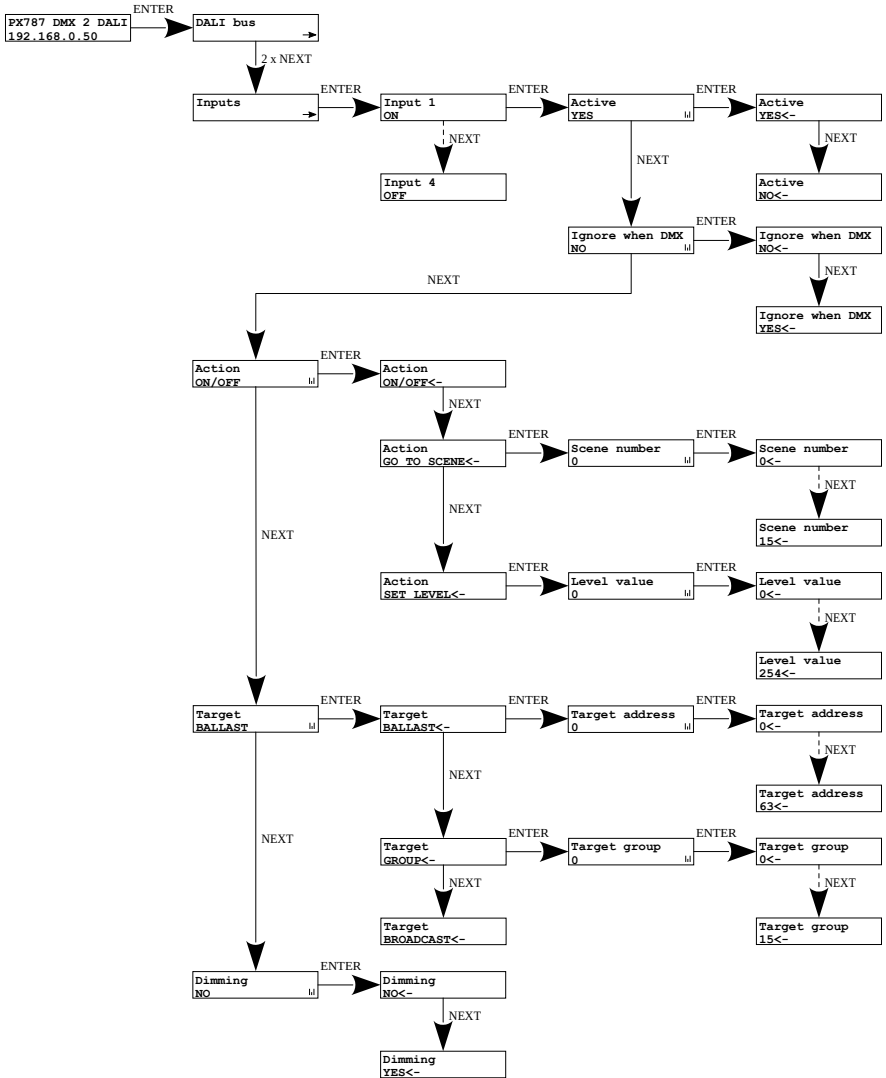 PX787 DMX 2 DALI
192.168.0.50
ENTER
DALI bus
2 x NEXT
Inputs
ENTER
Input 1
ON
ENTER
Active
YES
ENTER
Active
YES<-
NEXT
NEXT
NEXT
Input 4
OFF
Active
NO<-
Ignore when DMX
NO
ENTER
Ignore when DMX
NO<-
NEXT
NEXT
Ignore when DMX
YES<-
Action
ON/OFF
ENTER
Action
ON/OFF<-
NEXT
Action
GO TO SCENE<-
ENTER
Scene number
0
ENTER
Scene number
0<-
NEXT
NEXT
NEXT
Scene number
15<-
Action
SET LEVEL<-
ENTER
Level value
0
ENTER
Level value
0<-
NEXT
Level value
254<-
Target
BALLAST
ENTER
Target
BALLAST<-
ENTER
Target address
0
ENTER
Target address
0<-
NEXT
NEXT
Target address
63<-
NEXT
Target
GROUP<-
ENTER
Target group
0
ENTER
Target group
0<-
NEXT
NEXT
Target
BROADCAST<-
Target group
15<-
Dimming
NO
ENTER
Dimming
NO<-
NEXT
Dimming
YES<-